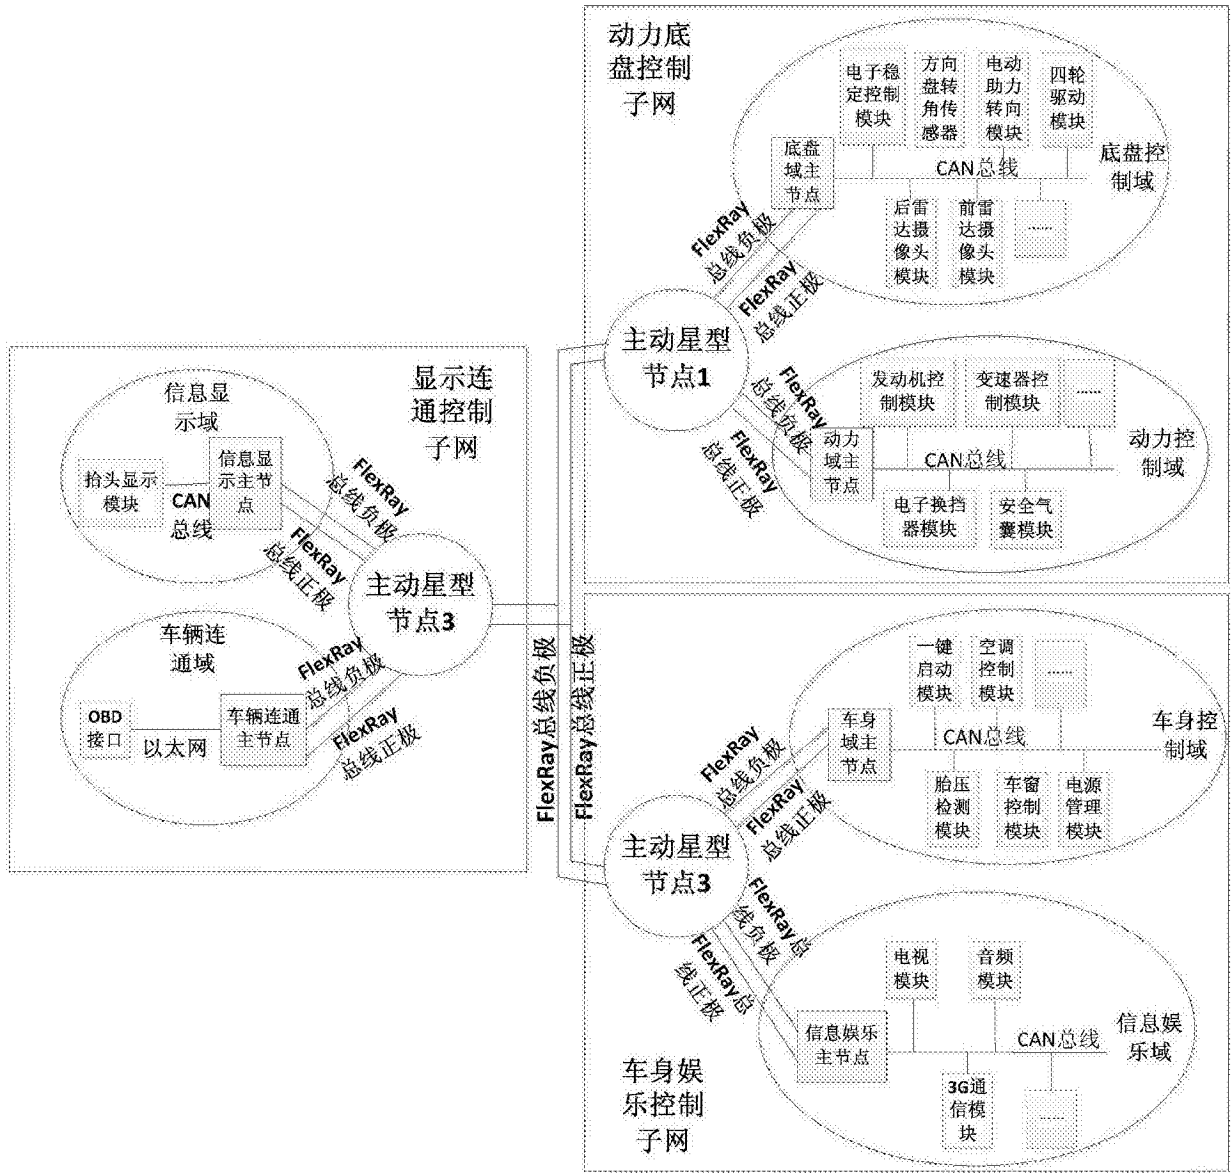 动力底
盘控制
子网
电子稳
定控制
模块
方向
盘转
角传
感器
电动
助力
转向
模块
四轮
驱动
模块
底盘
域主
节点
CAN总线
底盘控
制域
后雷
达摄
像头
模块
前雷
达摄
像头
模块
......
FlexRay
总线负极
FlexRay
总线正极
主动星型
节点1
FlexRay
总线负极
FlexRay
总线正极
发动机控
制模块
变速器控
制模块
......
动力
域主
节点
CAN总线
动力控
制域
电子换挡
器模块
安全气
囊模块
显示连
通控制
子网
信息显
示域
抬头显示
模块
CAN
总线
信息显
示主节
点
FlexRay
总线负极
FlexRay
总线正极
主动星型
节点3
车辆连
通域
OBD
接口
以太网
车辆连通
主节点
FlexRay
总线负极
FlexRay
总线正极
FlexRay总线负极
FlexRay总线正极
一键
启动
模块
空调
控制
模块
......
车身
域主
节点
CAN总线
车身控
制域
胎压
检测
模块
车窗
控制
模块
电源
管理
模块
FlexRay
总线负极
FlexRay
总线正极
主动星型
节点3
FlexRay总
线负极
FlexRay总
线正极
电视
模块
音频
模块
信息娱乐
主节点
CAN总线
信息娱
乐域
3G通
信模
块
......
车身娱
乐控制
子网